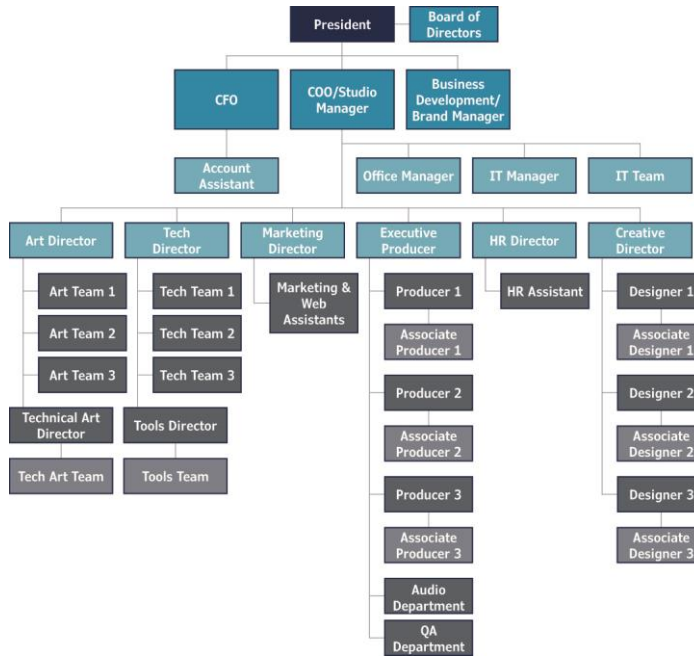 President
Board of
Directors
CFO
COO/Studio
Manager
Business
Development/
Brand Manager
Account
Assistant
Office Manager
IT Manager
IT Team
Art Director
Tech
Director
Marketing
Director
Executive
Producer
HR Director
Creative
Director
Art Team 1
Art Team 2
Art Team 3
Technical Art
Director
Tech Art Team
Tech Team 1
Tech Team 2
Tech Team 3
Tools Director
Tools Team
Marketing &
Web
Assistants
Producer 1
Associate
Producer 1
Producer 2
Associate
Producer 2
Producer 3
Associate
Producer 3
Audio
Department
QA
Department
HR Assistant
Designer 1
Associate
Designer 1
Designer 2
Associate
Designer 2
Designer 3
Associate
Designer 3